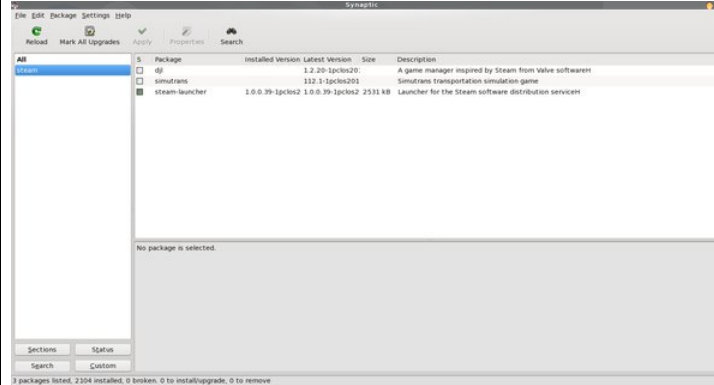 Synaptic
File Edit Package Settings Help
Reload Mark All Upgrades Apply Properties Search
All
steam
S Package Installed Version Latest Version Size Description
djl 1.2.20-1pclos20: A game manager inspired by Steam from Valve softwareH
simutrans 112.1-1pclos201 Simutrans transportation simulation game
steam-launcher 1.0.0.39-1pclos2 1.0.0.39-1pclos2 2531 kB Launcher for the Steam software distribution serviceH
No package is selected.
Sections Status
Search Custom
3 packages listed, 2104 installed, 0 broken. 0 to install/upgrade, 0 to remove